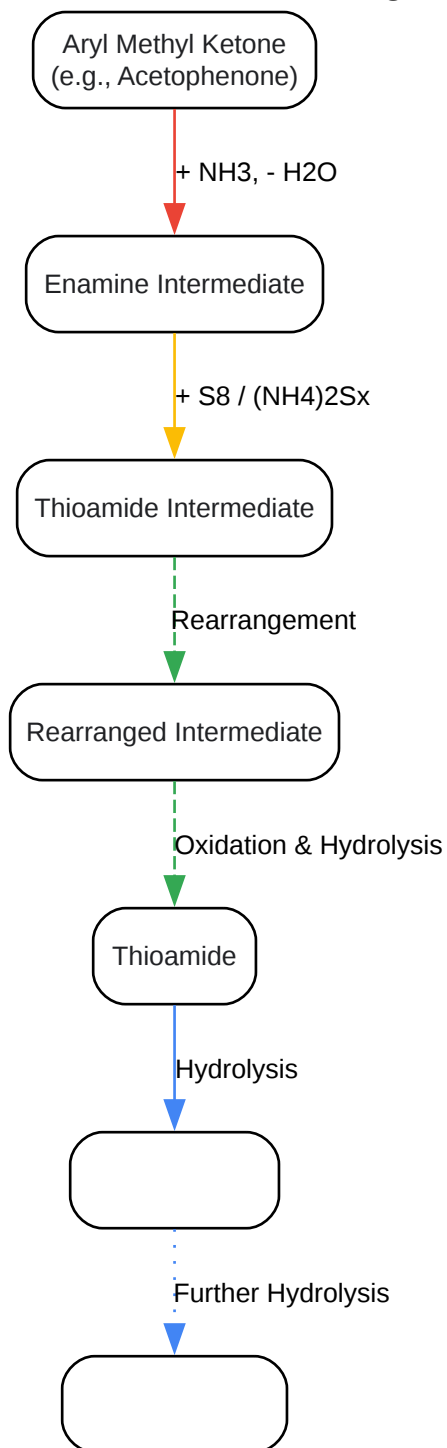 Aryl Methyl Ketone
(e.g., Acetophenone)
+ NH3, - H2O
Enamine Intermediate
+ S8 / (NH4)2Sx
Thioamide Intermediate
Rearrangement
Rearranged Intermediate
Oxidation & Hydrolysis
Thioamide
Hydrolysis
Further Hydrolysis